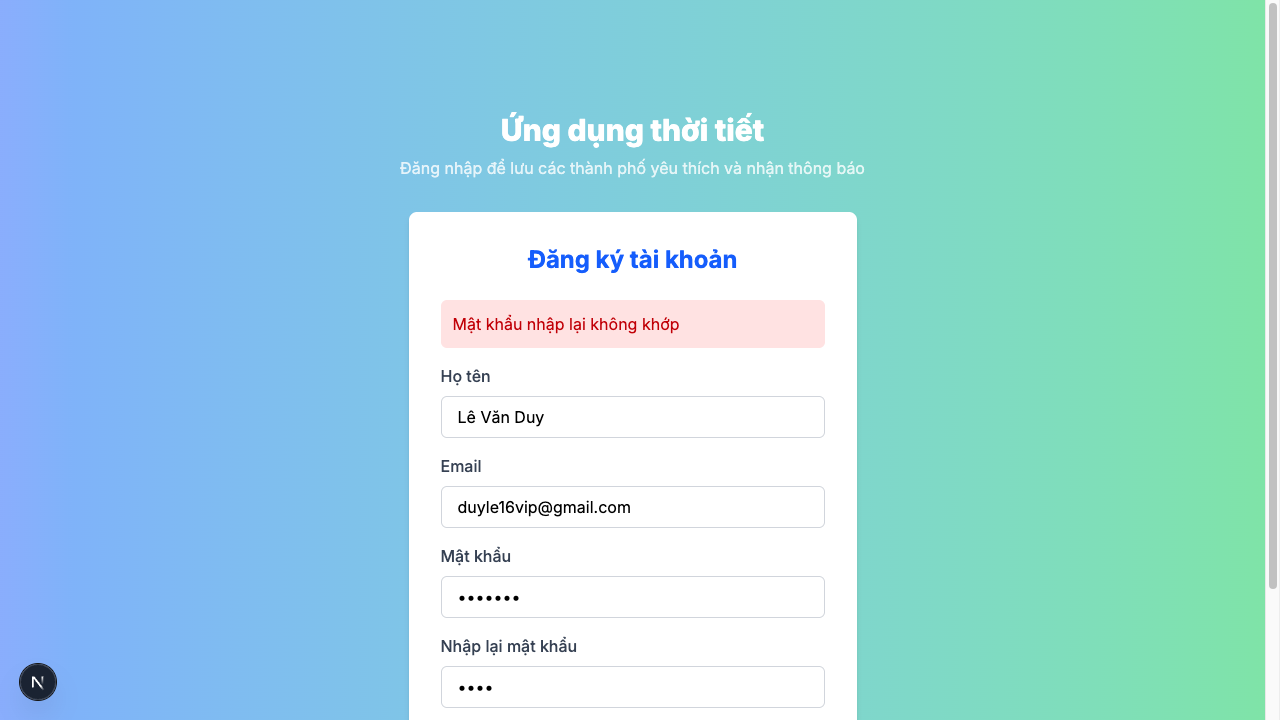 Ứng dụng thời tiết
Đăng nhập để lưu các thành phố yêu thích và nhận thông báo
Đăng ký tài khoản
Mật khẩu nhập lại không khớp
Họ tên
Lê Văn Duy
Email
duyle16vip@gmail.com
Mật khẩu
•••••••
Nhập lại mật khẩu
••••
N